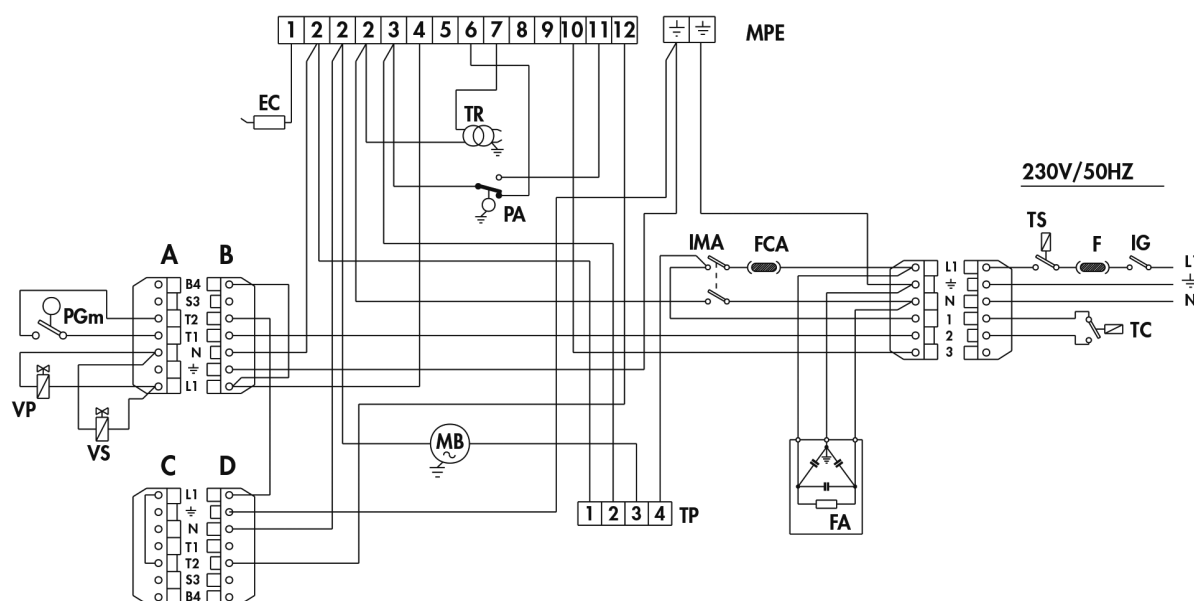 1 2 2 2 3 4 5 6 7 8 9 10 11 12
MPE
EC
TR
PA
230V/50HZ
TS
F
IG
IMA
FCA
A B
L1
L1
B4
S3
T2
T1
N
L1
N
1
2
3
N
TC
PGm
VP
VS
MB
C D
L1
N
T1
T2
S3
B4
1 2 3 4
TP
FA